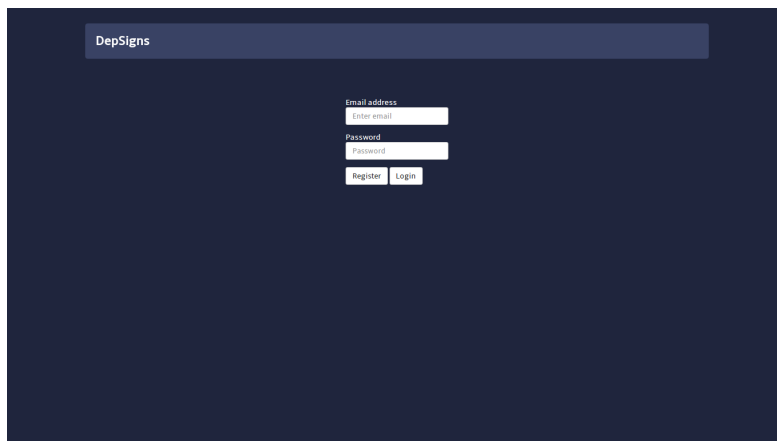 DepSigns
Email address
Enter email
Password
Password
Register Login